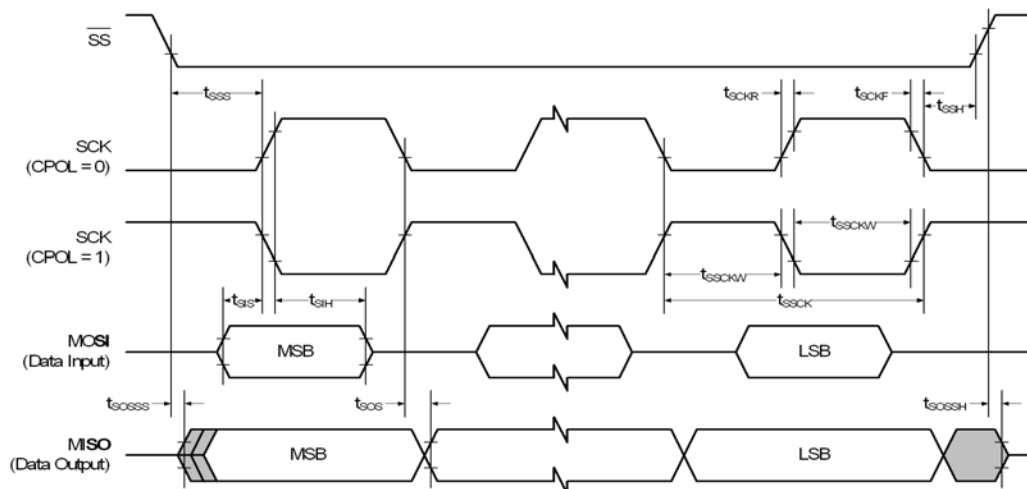 SS
tSSS
tSCKR
tSCKF
tSSH
SCK
(CPOL = 0)
SCK
(CPOL = 1)
tSSCKW
tSSCKW
tSSCK
tSIS
tSIH
MOSI
(Data Input)
MSB
LSB
tSOSSS
tSOS
tSOSSH
MISO
(Data Output)
MSB
LSB